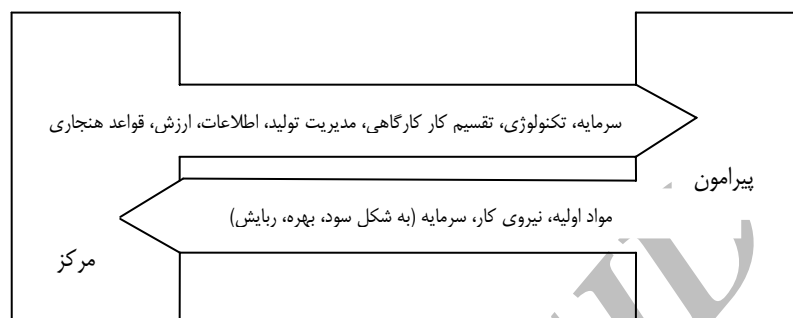 سرمایه، تکنولوژی، تقسیم کار کارگاهی، مدیریت تولید، اطلاعات، ارزش، قواعد هنجاری
پیرامون
مواد اولیه، نیروی کار، سرمایه (به شکل سود، بهره، ربایش)
مرکز